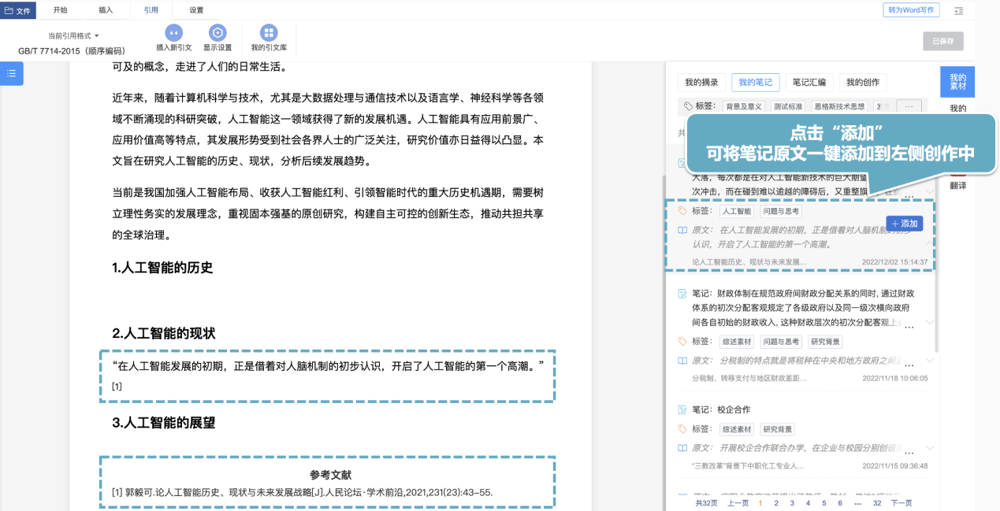 文件 开始 插入 引用 设置 转为Word写作
当前引用格式
GB/T 7714-2015（顺序编码）
插入新引文 显示设置 我的引文库
已保存
可及的概念，走进了人们的日常生活。
近年来，随着计算机科学与技术，尤其是大数据处理与通信技术以及语言学、神经科学等各领
域不断涌现的科研突破，人工智能这一领域获得了新的发展机遇。人工智能具有应用前景广、
应用价值高等特点，其发展形势受到社会各界人士的广泛关注，研究价值亦日益得以凸显。本
文旨在研究人工智能的历史、现状，分析后续发展趋势。
当前是我国加强人工智能布局、收获人工智能红利、引领智能时代的重大历史机遇期，需要树
立理性务实的发展理念，重视固本强基的原创研究，构建自主可控的创新生态，推动共担共享
的全球治理。
1.人工智能的历史
2.人工智能的现状
“在人工智能发展的初期，正是借着对人脑机制的初步认识，开启了人工智能的第一个高潮。”
[1]
3.人工智能的展望
参考文献
[1] 郭毅可.论人工智能历史、现状与未来发展战略[J].人民论坛·学术前沿,2021,231(23):43-55.
我的摘录 我的笔记 笔记汇编 我的创作
标签： 背景及意义 测试标准 恩格斯技术思想 ...
共
点击“添加”
可将笔记原文一键添加到左侧创作中
大落，每次都是在对人工智能新技术的巨大期望
次冲击，而在碰到难以逾越的障碍后，又重整旗
...
标签： 人工智能 问题与思考
+ 添加
原文： 在人工智能发展的初期，正是借着对人脑机制的初步
认识，开启了人工智能的第一个高潮。
论人工智能历史、现状与未来发展... 2022/12/02 15:14:37
笔记：财政体制在规范政府间财政分配关系的同时, 通过财政
体系的初次分配客观规定了各级政府以及同一级次横向政府
间各自初始的财政收入, 这种财政层次的初次分配客观上 ...
标签： 综述素材 问题与思考 研究背景
原文： 分税制的特点就是将税种在中央和地方政府之间 ...
分税制、转移支付与地区财政差距... 2022/11/18 10:06:05
笔记：校企合作
标签： 综述素材 研究背景
原文： 开展校企合作联合办学，在企业与校园分别创设 ...
“三教改革”背景下中职化工专业人... 2022/11/15 09:36:48
共32页 上一页 1 2 3 4 5 6 ••• 32 下一页
我的
素材
我的
翻译